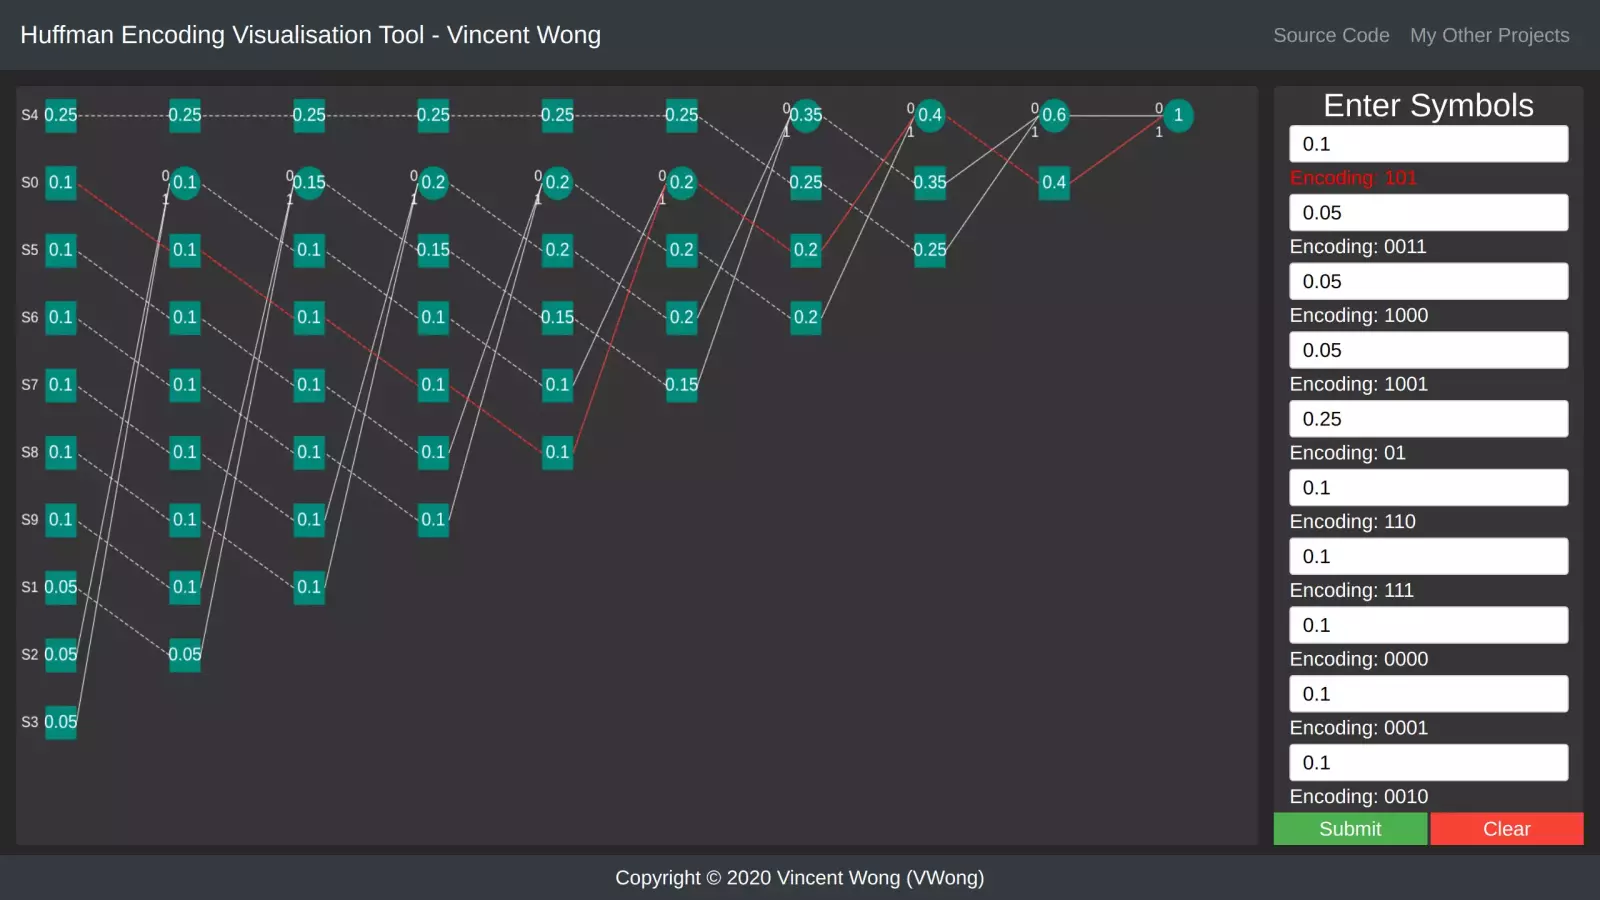 Huffman Encoding Visualisation Tool - Vincent Wong
Source Code My Other Projects
S4 0.25 0.25 0.25 0.25 0.25 0.25 0 0.35 1 0 0.4 1 0 0.6 1 0 1 1
S0 0.1 0 0.1 1 0 0.15 1 0 0.2 1 0 0.2 1 0 0.2 1 0.25 0.35 0.4
S5 0.1 0.1 0.1 0.15 0.2 0.2 0.2 0.25
S6 0.1 0.1 0.1 0.1 0.15 0.2 0.2
S7 0.1 0.1 0.1 0.1 0.1 0.15
S8 0.1 0.1 0.1 0.1 0.1
S9 0.1 0.1 0.1 0.1
S1 0.05 0.1 0.1
S2 0.05 0.05
S3 0.05
Enter Symbols
0.1
Encoding: 101
0.05
Encoding: 0011
0.05
Encoding: 1000
0.05
Encoding: 1001
0.25
Encoding: 01
0.1
Encoding: 110
0.1
Encoding: 111
0.1
Encoding: 0000
0.1
Encoding: 0001
0.1
Encoding: 0010
Submit Clear
Copyright © 2020 Vincent Wong (VWong)